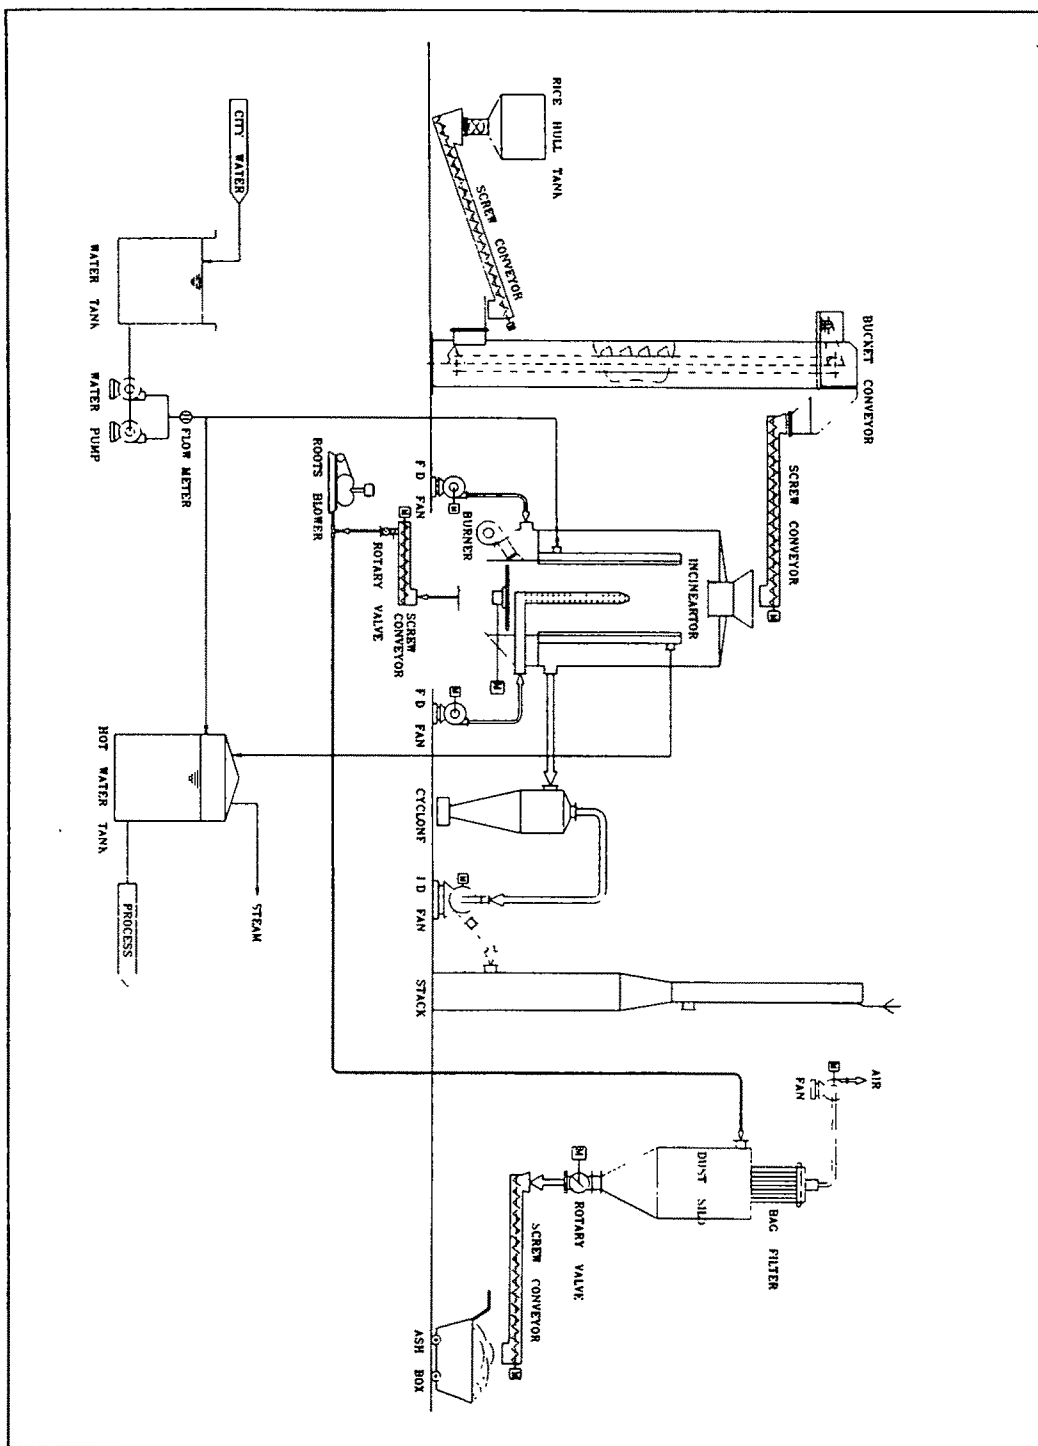 RICE HULL TANK
SCREW CONVEYOR
BUCKET CONVEYOR
SCREW CONVEYOR
CITY WATER
WATER TANK
WATER PUMP
FLOW METER
ROOTS BLOWER
F D FAN
BURNER
INCINEARTOR
ROTARY VALVE
SCREW
CONVEYOR
F D FAN
HOT WATER TANK
PROCESS
STEAM
CYCLONE
I D FAN
STACK
AIR
FAN
DUST SILO
BAG FILTER
ROTARY VALVE
SCREW CONVEYOR
ASH BOX
M
M
M
M
M
M
M
M
M
M